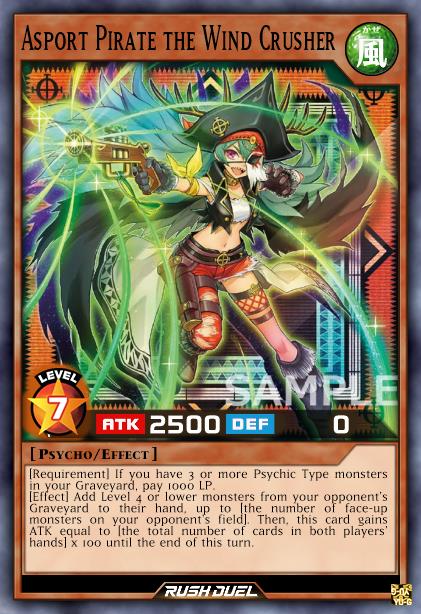 Asport Pirate the Wind Crusher
かぜ
風
SAMPLE
LEVEL
7
ATK 2500 DEF 0
[Psycho/Effect]
[Requirement] If you have 3 or more Psychic Type monsters
in your Graveyard, pay 1000 LP.
[Effect] Add Level 4 or lower monsters from your opponent's
Graveyard to their hand, up to [the number of face-up
monsters on your opponent's field]. Then, this card gains
ATK equal to [the total number of cards in both players'
hands] x 100 until the end of this turn.
RUSH DUEL